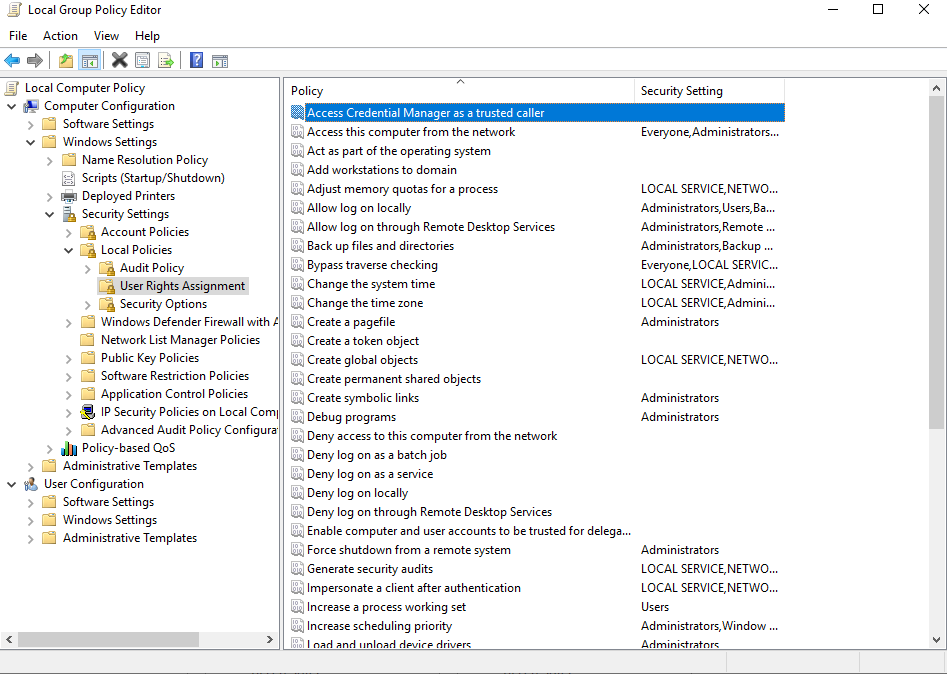 Local Group Policy Editor
File Action View Help
Local Computer Policy
Computer Configuration
Software Settings
Windows Settings
Name Resolution Policy
Scripts (Startup/Shutdown)
Deployed Printers
Security Settings
Account Policies
Local Policies
Audit Policy
User Rights Assignment
Security Options
Windows Defender Firewall with A
Network List Manager Policies
Public Key Policies
Software Restriction Policies
Application Control Policies
IP Security Policies on Local Comp
Advanced Audit Policy Configura
Policy-based QoS
Administrative Templates
User Configuration
Software Settings
Windows Settings
Administrative Templates
Policy Security Setting
Access Credential Manager as a trusted caller
Access this computer from the network Everyone,Administrators...
Act as part of the operating system
Add workstations to domain
Adjust memory quotas for a process LOCAL SERVICE,NETWO...
Allow log on locally Administrators,Users,Ba...
Allow log on through Remote Desktop Services Administrators,Remote ...
Back up files and directories Administrators,Backup ...
Bypass traverse checking Everyone,LOCAL SERVIC...
Change the system time LOCAL SERVICE,Admini...
Change the time zone LOCAL SERVICE,Admini...
Create a pagefile Administrators
Create a token object
Create global objects LOCAL SERVICE,NETWO...
Create permanent shared objects
Create symbolic links Administrators
Debug programs Administrators
Deny access to this computer from the network
Deny log on as a batch job
Deny log on as a service
Deny log on locally
Deny log on through Remote Desktop Services
Enable computer and user accounts to be trusted for delega...
Force shutdown from a remote system Administrators
Generate security audits LOCAL SERVICE,NETWO...
Impersonate a client after authentication LOCAL SERVICE,NETWO...
Increase a process working set Users
Increase scheduling priority Administrators,Window ...
Load and unload device drivers Administrators